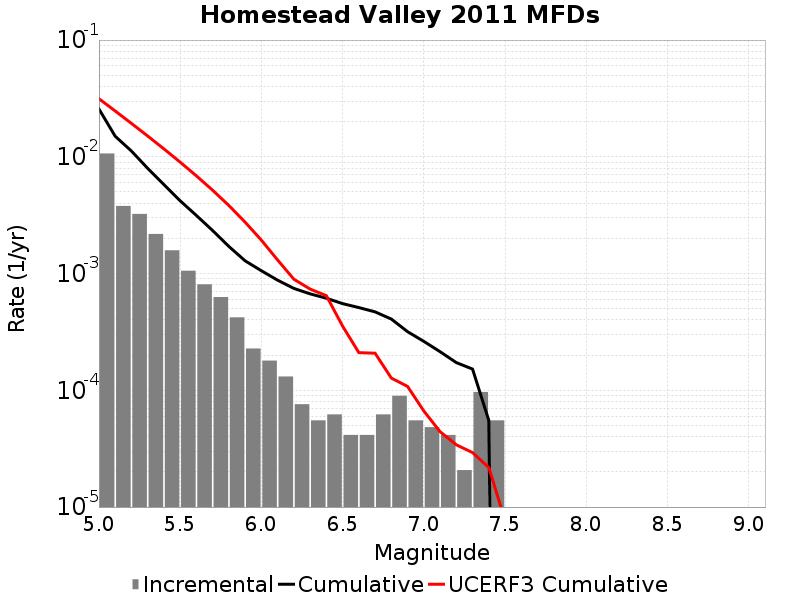 Homestead Valley 2011 MFDs
10-1
10-2
10-3
10-4
10-5
Rate (1/yr)
5.0 5.5 6.0 6.5 7.0 7.5 8.0 8.5 9.0
Magnitude
Incremental Cumulative UCERF3 Cumulative